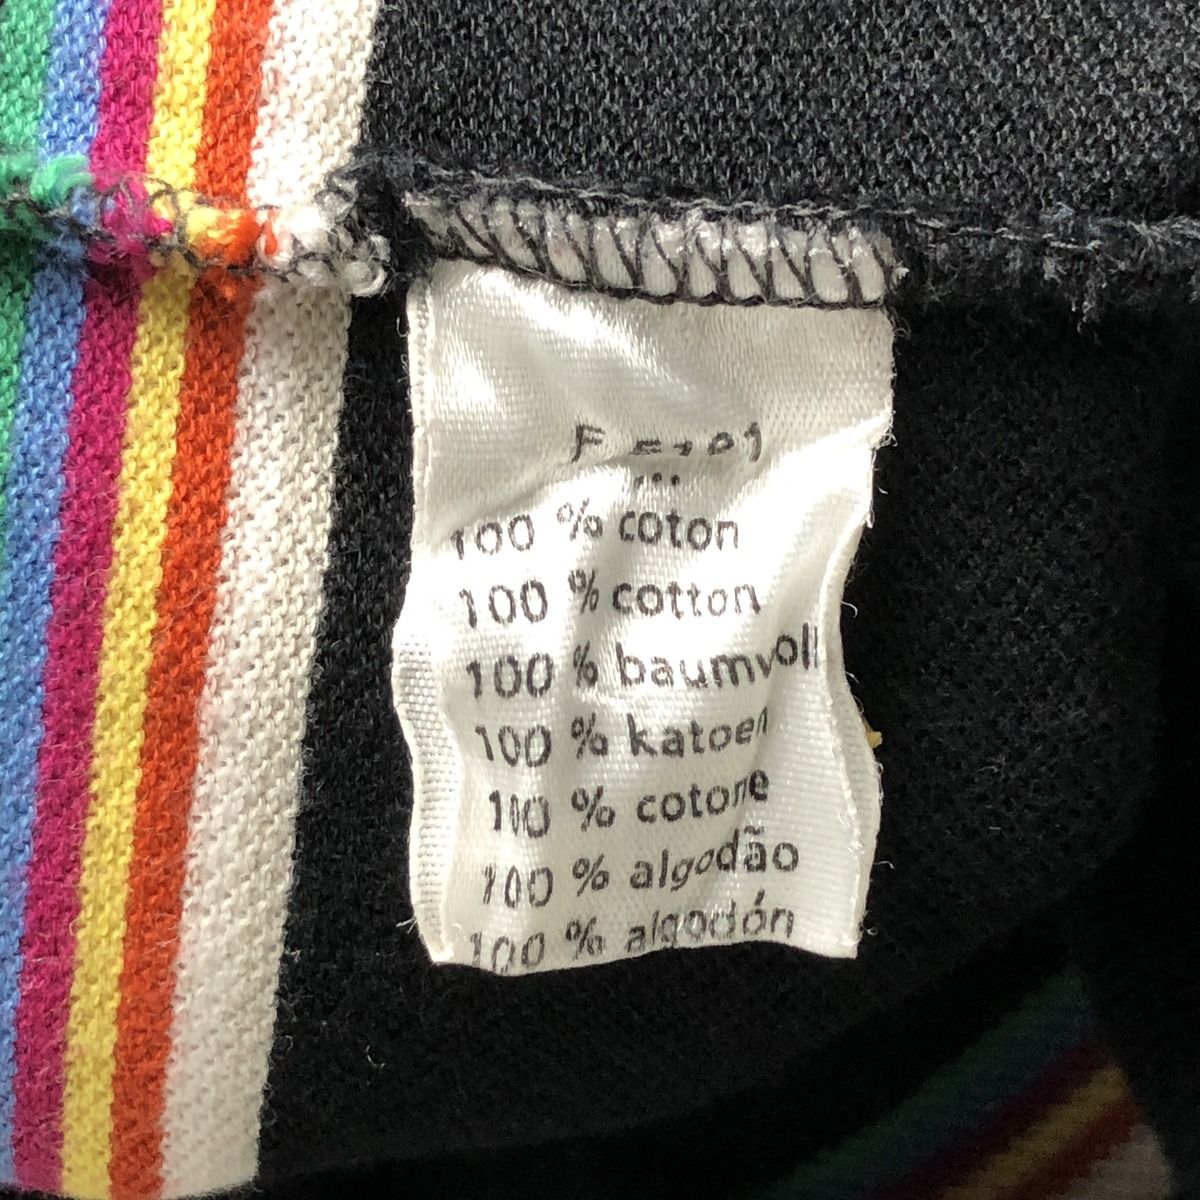 100 % coton
100 % cotton
100 % baumvoll
100 % katoen
100 % cotone
100 % algodão
100 % algodón